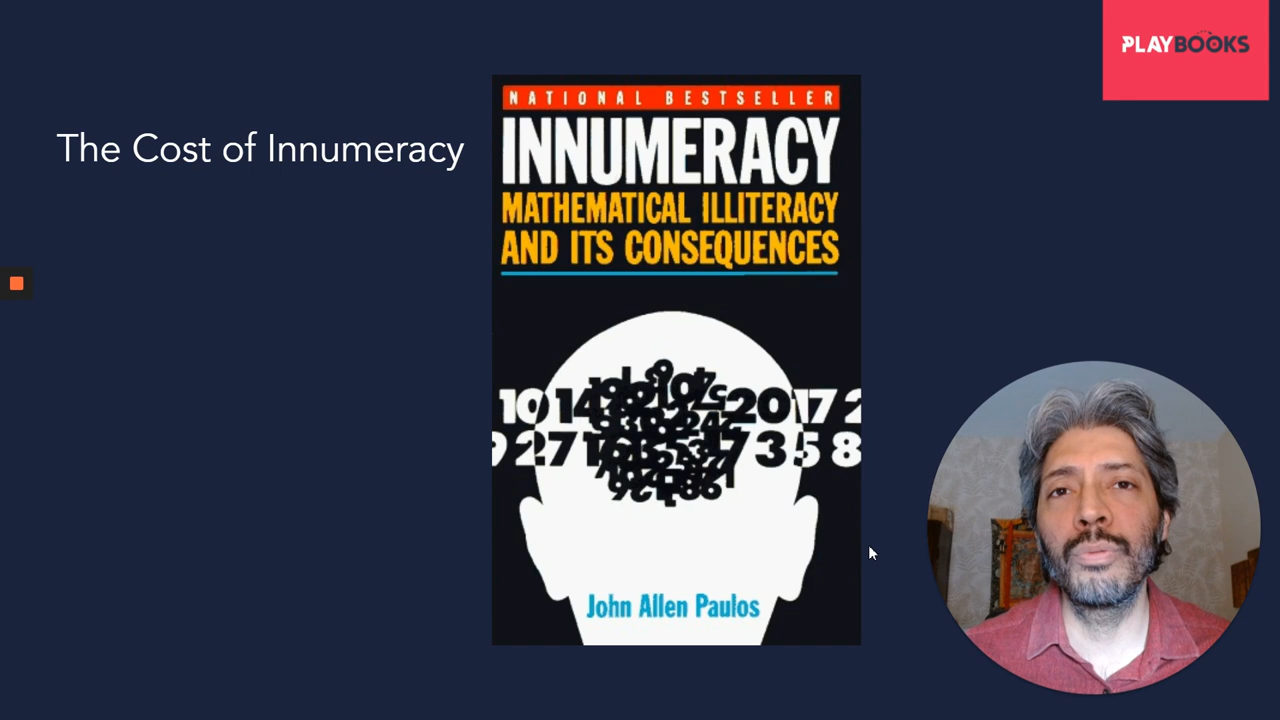 PLAYBOOKS
The Cost of Innumeracy
NATIONAL BESTSELLER
INNUMERACY
MATHEMATICAL ILLITERACY
AND ITS CONSEQUENCES
John Allen Paulos